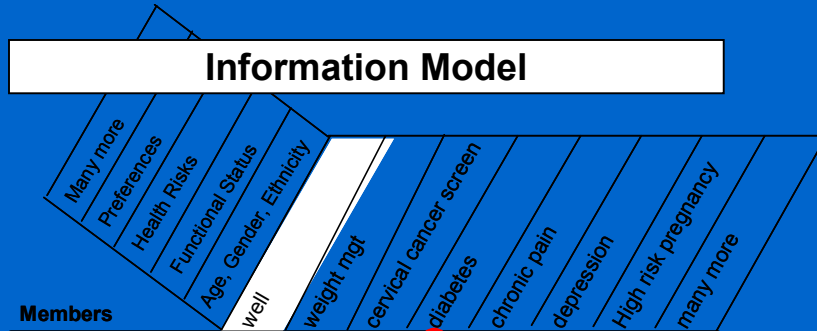 Information Model
Many more
Preferences
Health Risks
Functional Status
Age, Gender, Ethnicity
well
weight mgt
cervical cancer screen
diabetes
chronic pain
depression
High risk pregnancy
many more
Members